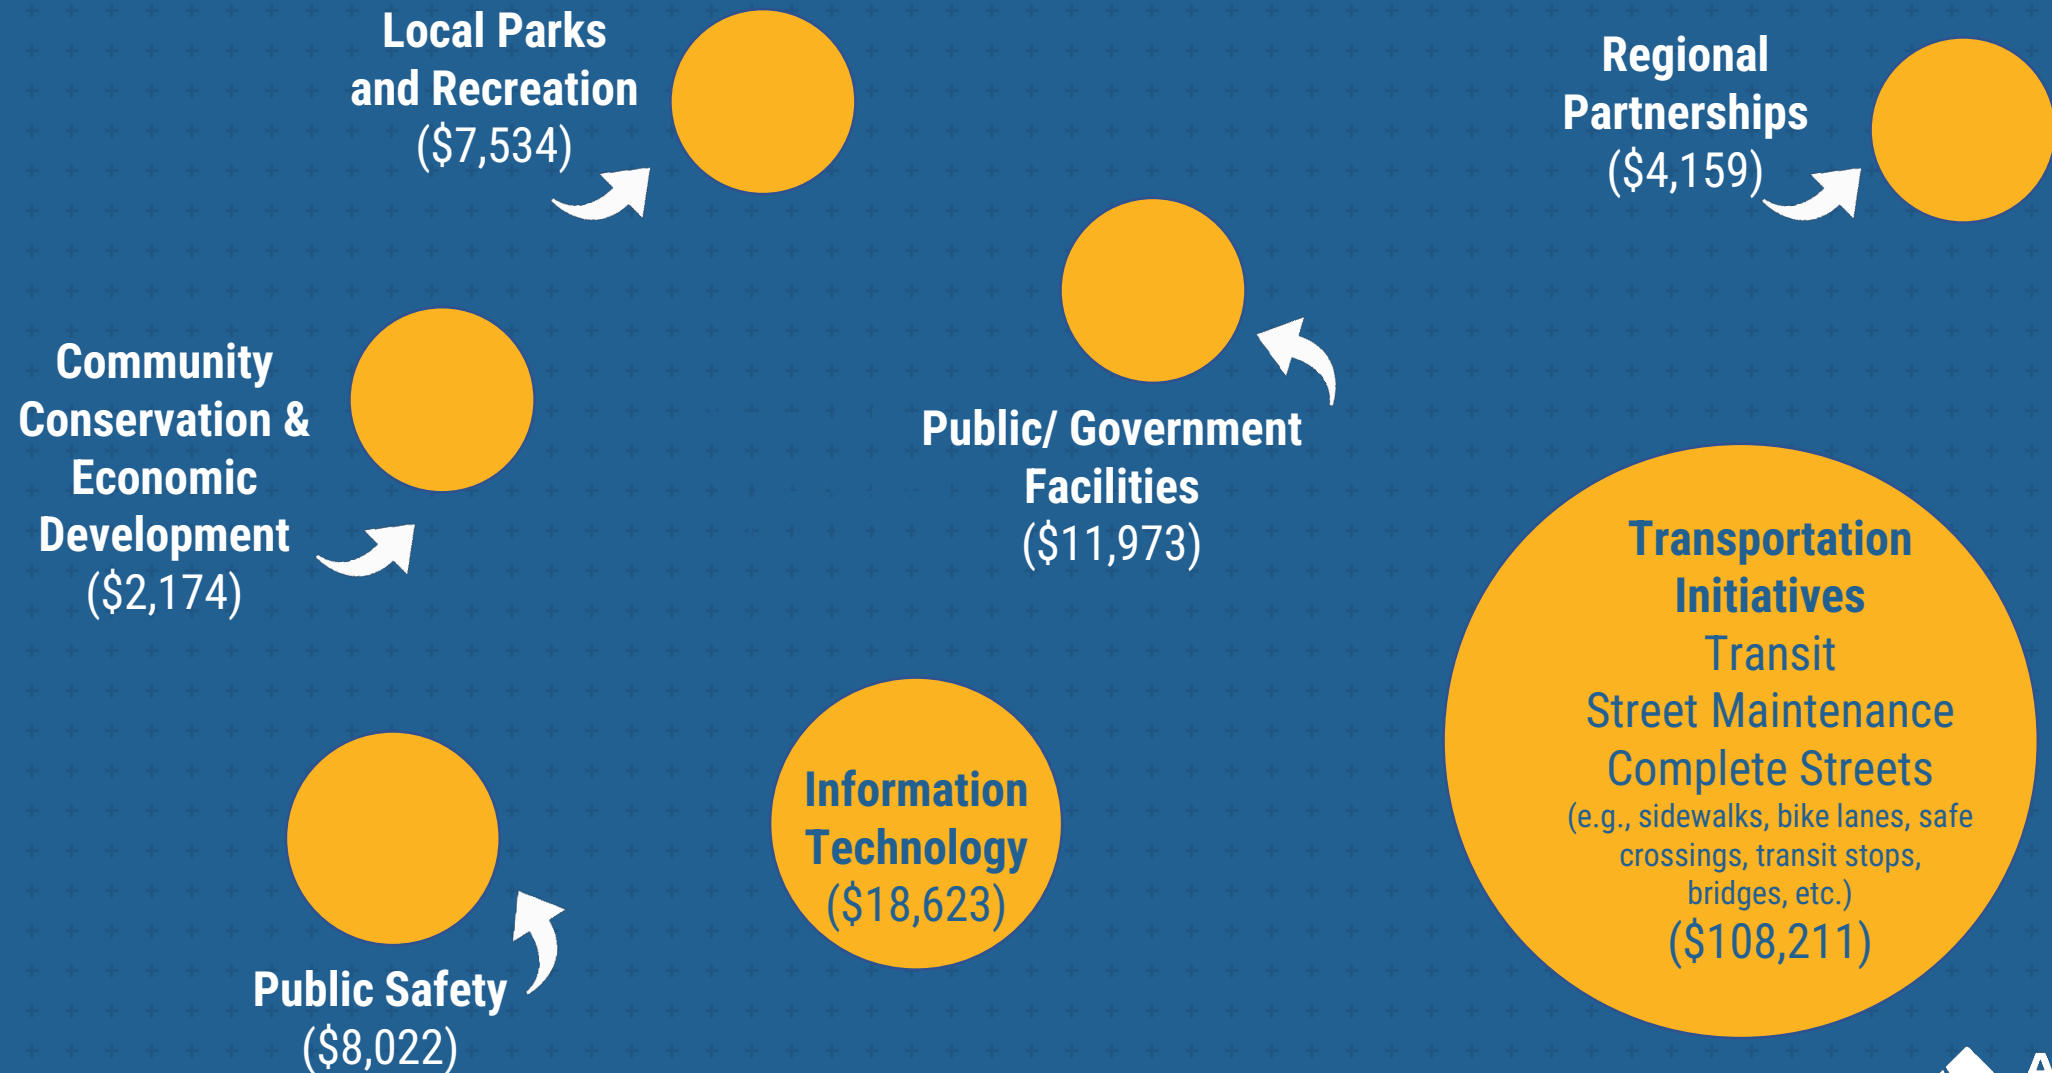 Local Parks
and Recreation
($7,534)
Regional
Partnerships
($4,159)
Community
Conservation &
Economic
Development
($2,174)
Public/ Government
Facilities
($11,973)
Transportation
Initiatives
Transit
Street Maintenance
Complete Streets
(e.g., sidewalks, bike lanes, safe
crossings, transit stops,
bridges, etc.)
($108,211)
Information
Technology
($18,623)
Public Safety
($8,022)